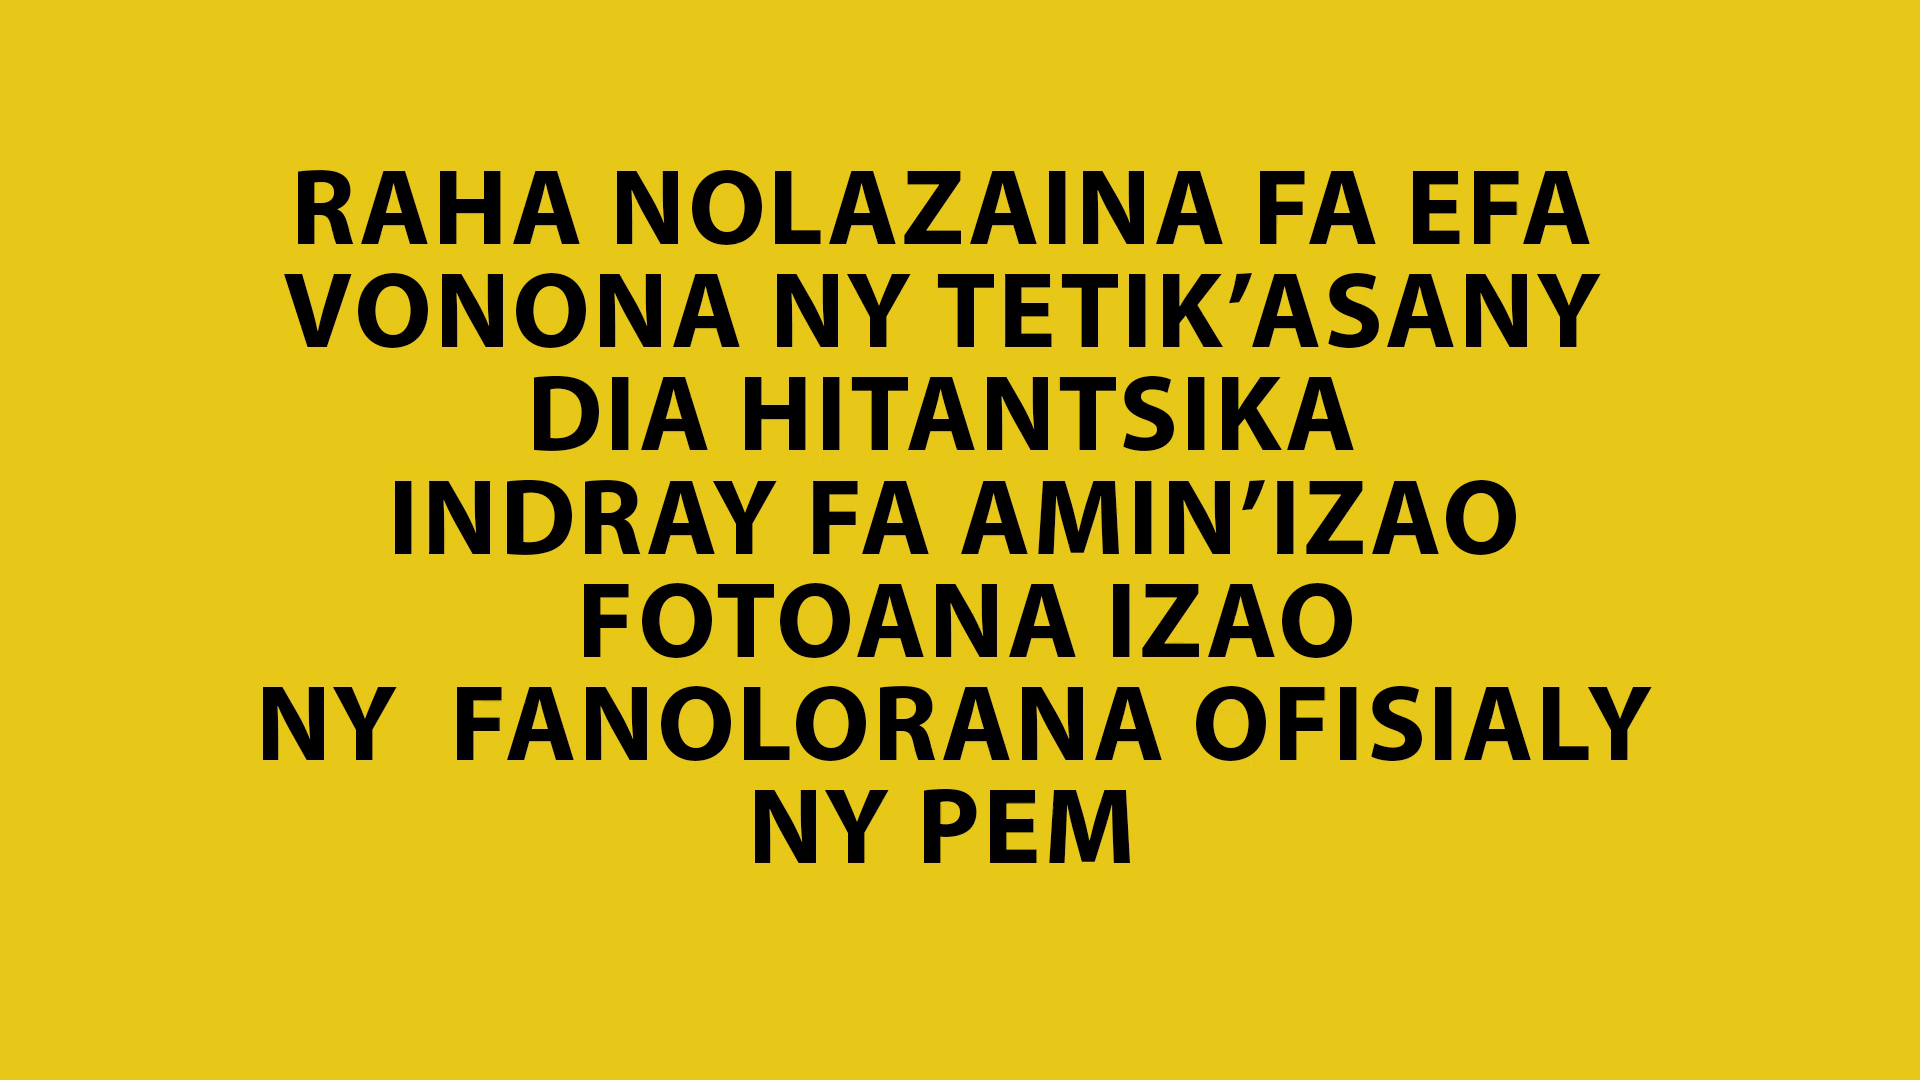 RAHA NOLAZAINA FA EFA
VONONA NY TETIK’ASANY
DIA HITANTSIKA
INDRAY FA AMIN’IZAO
FOTOANA IZAO
NY  FANOLORANA OFISIALY
NY PEM